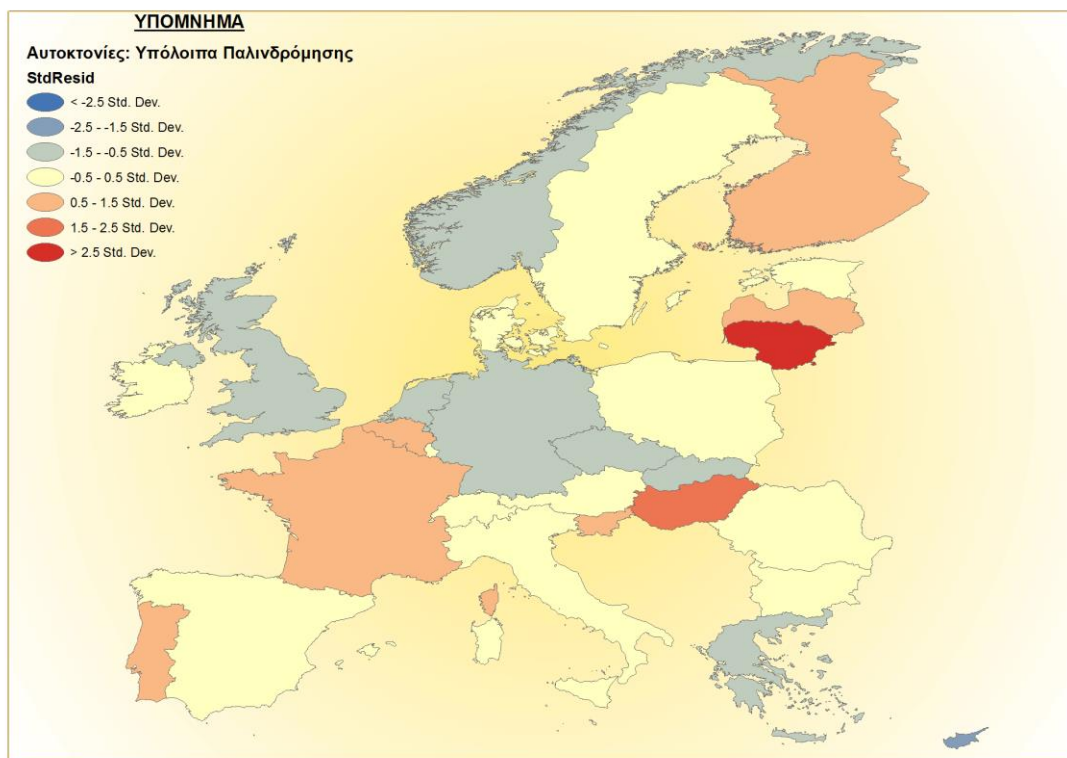 ΥΠΟΜΝΗΜΑ
Αυτοκτονίες: Υπόλοιπα Παλινδρόμησης
StdResid
< -2.5 Std. Dev.
-2.5 - -1.5 Std. Dev.
-1.5 - -0.5 Std. Dev.
-0.5 - 0.5 Std. Dev.
0.5 - 1.5 Std. Dev.
1.5 - 2.5 Std. Dev.
> 2.5 Std. Dev.